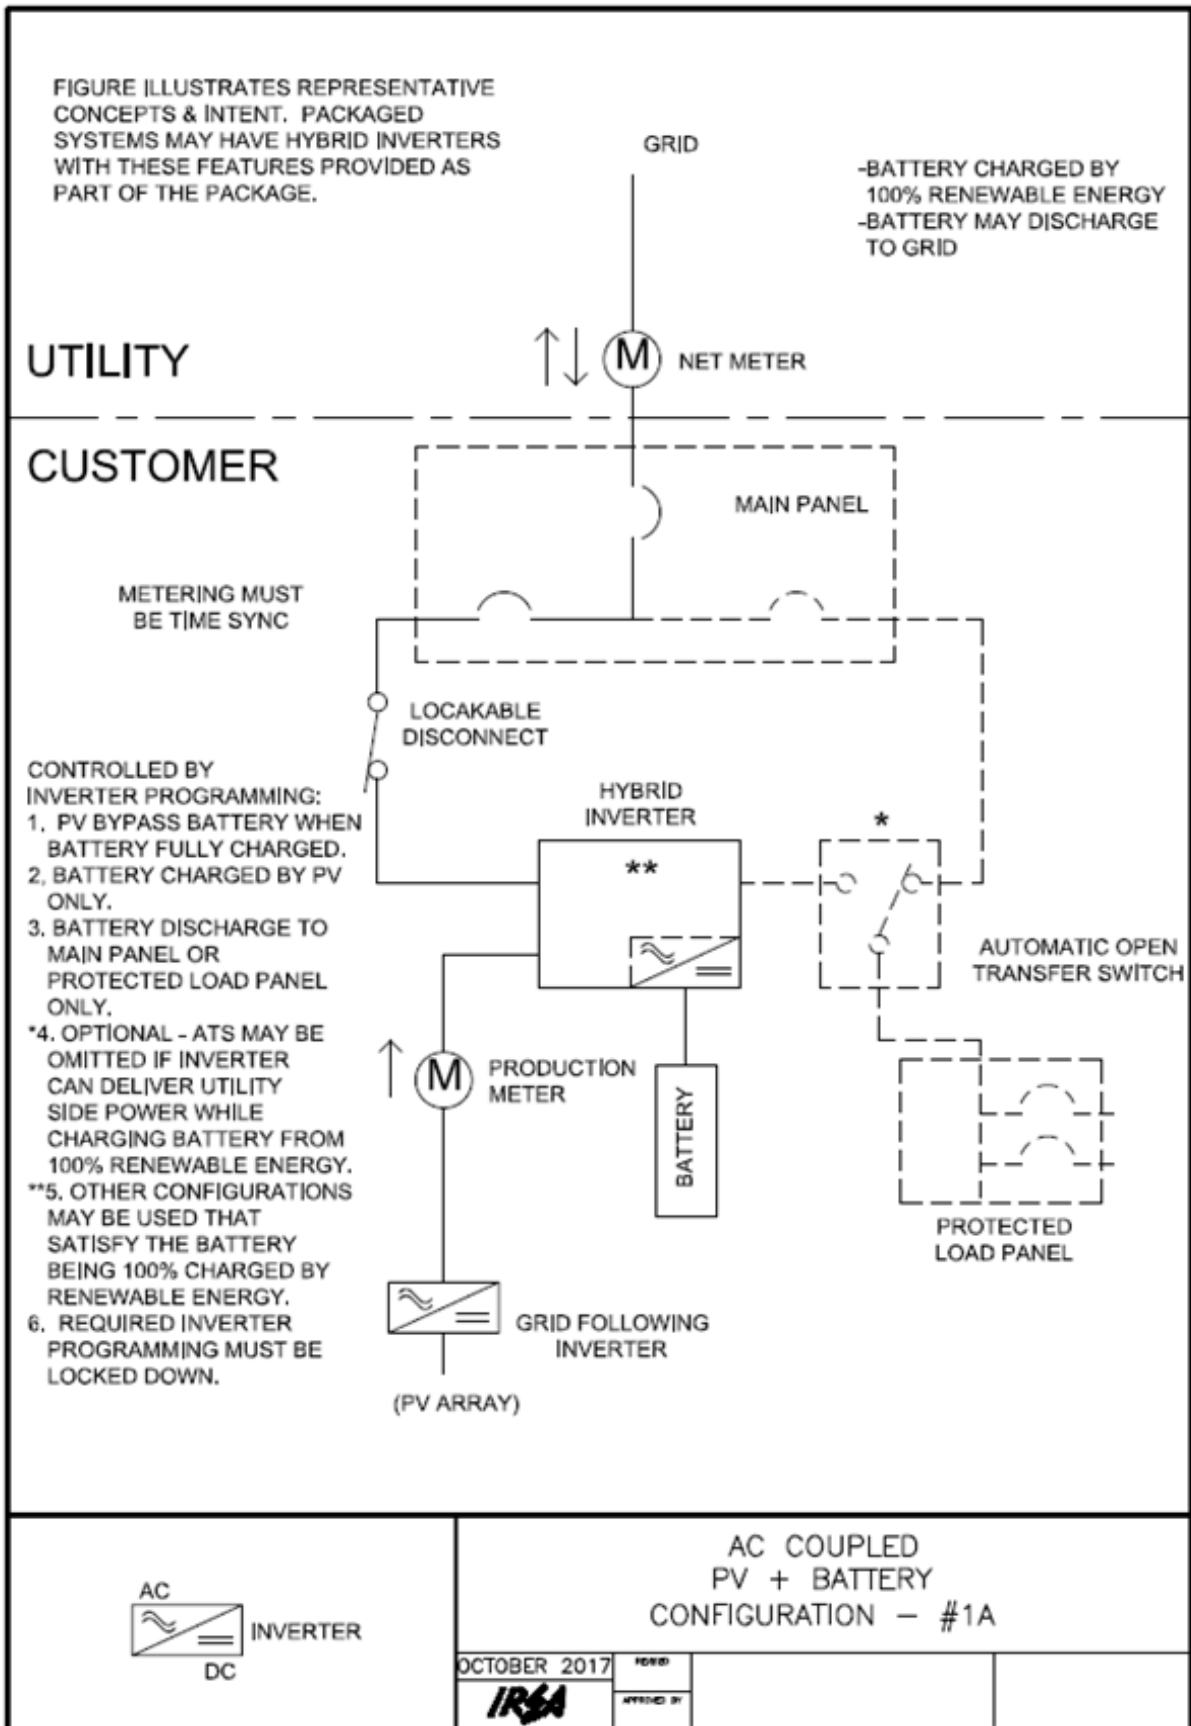 FIGURE ILLUSTRATES REPRESENTATIVE
CONCEPTS & INTENT. PACKAGED
SYSTEMS MAY HAVE HYBRID INVERTERS
WITH THESE FEATURES PROVIDED AS
PART OF THE PACKAGE.
GRID
-BATTERY CHARGED BY
100% RENEWABLE ENERGY
-BATTERY MAY DISCHARGE
TO GRID
UTILITY
M
NET METER
CUSTOMER
MAIN PANEL
METERING MUST
BE TIME SYNC
LOCAKABLE
DISCONNECT
CONTROLLED BY
INVERTER PROGRAMMING:
1. PV BYPASS BATTERY WHEN
BATTERY FULLY CHARGED.
2. BATTERY CHARGED BY PV
ONLY.
3. BATTERY DISCHARGE TO
MAIN PANEL OR
PROTECTED LOAD PANEL
ONLY.
*4. OPTIONAL - ATS MAY BE
OMITTED IF INVERTER
CAN DELIVER UTILITY
SIDE POWER WHILE
CHARGING BATTERY FROM
100% RENEWABLE ENERGY.
**5. OTHER CONFIGURATIONS
MAY BE USED THAT
SATISFY THE BATTERY
BEING 100% CHARGED BY
RENEWABLE ENERGY.
6. REQUIRED INVERTER
PROGRAMMING MUST BE
LOCKED DOWN.
HYBRID
INVERTER
**
*
AUTOMATIC OPEN
TRANSFER SWITCH
M
PRODUCTION
METER
BATTERY
PROTECTED
LOAD PANEL
GRID FOLLOWING
INVERTER
(PV ARRAY)
AC
INVERTER
DC
AC COUPLED
PV + BATTERY
CONFIGURATION - #1A
OCTOBER 2017
REVISED
APPROVED BY